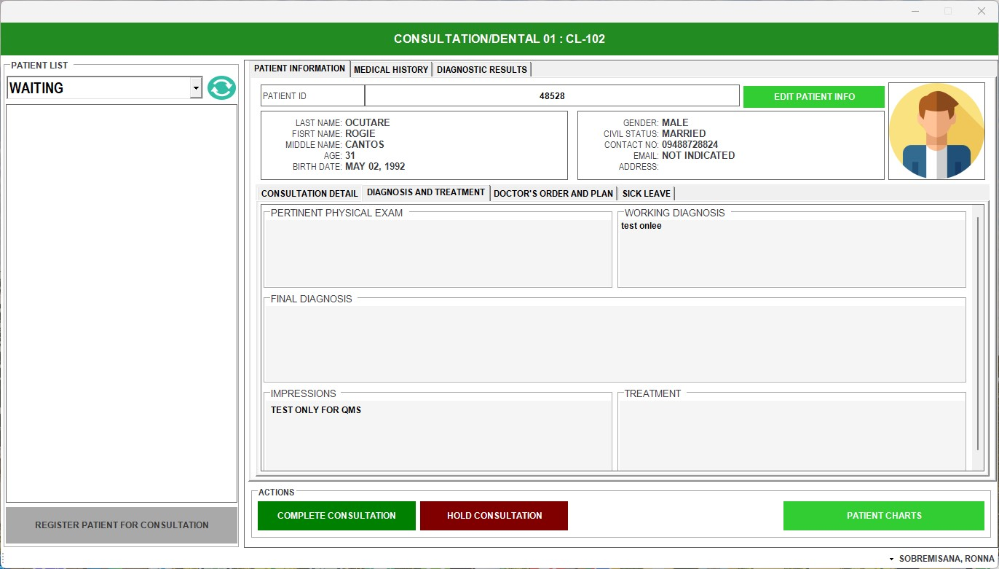 CONSULTATION/DENTAL 01 : CL-102
PATIENT LIST
WAITING
REGISTER PATIENT FOR CONSULTATION
PATIENT INFORMATION MEDICAL HISTORY DIAGNOSTIC RESULTS
PATIENT ID 48528 EDIT PATIENT INFO
LAST NAME: OCUTARE
FISRT NAME: ROGIE
MIDDLE NAME: CANTOS
AGE: 31
BIRTH DATE: MAY 02, 1992
GENDER: MALE
CIVIL STATUS: MARRIED
CONTACT NO: 09488728824
EMAIL: NOT INDICATED
ADDRESS:
CONSULTATION DETAIL DIAGNOSIS AND TREATMENT DOCTOR'S ORDER AND PLAN SICK LEAVE
PERTINENT PHYSICAL EXAM
WORKING DIAGNOSIS
test onlee
FINAL DIAGNOSIS
IMPRESSIONS
TEST ONLY FOR QMS
TREATMENT
ACTIONS
COMPLETE CONSULTATION HOLD CONSULTATION PATIENT CHARTS
SOBREMISANA, RONNA